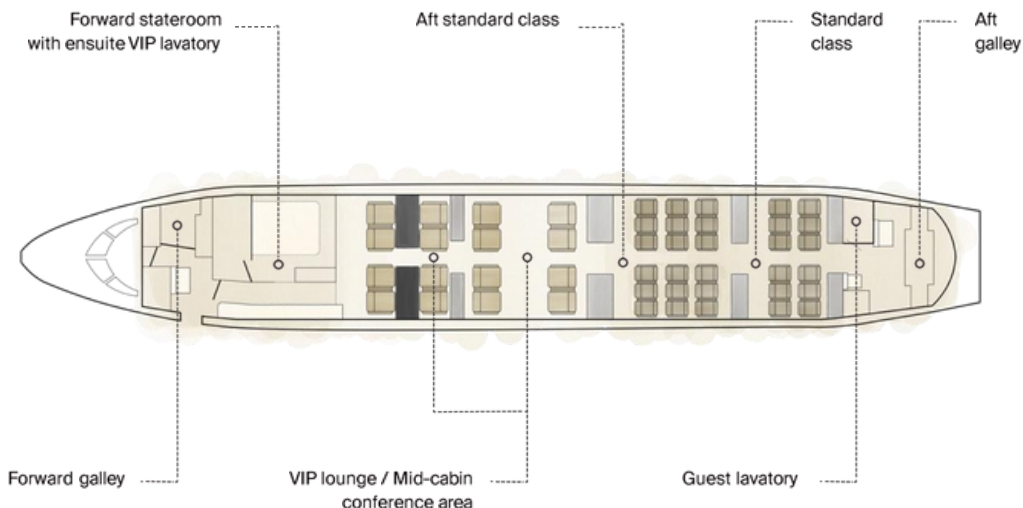 Forward stateroom
with ensuite VIP lavatory
Aft standard class
Standard
class
Aft
galley
Forward galley
VIP lounge / Mid-cabin
conference area
Guest lavatory